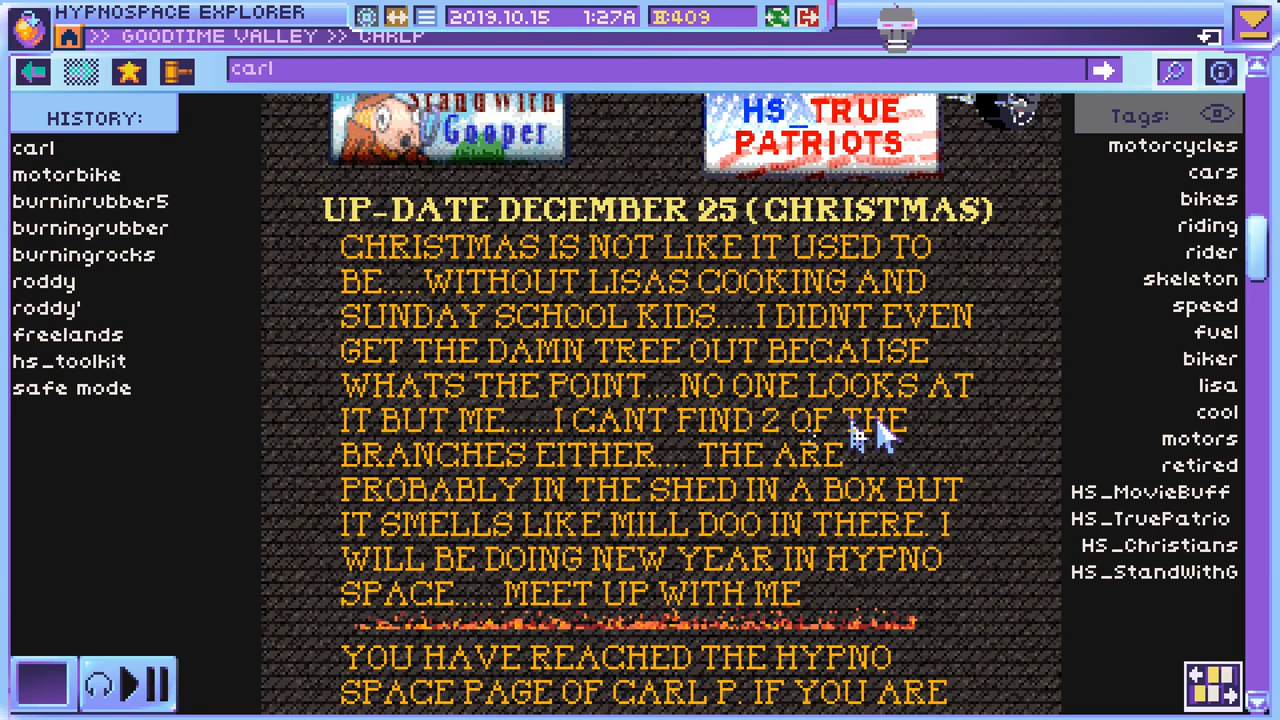 HYPNOSPACE EXPLORER
2019.10.15 1:27A
409
>> GOODTIME VALLEY >> CARLP
carl
HISTORY:
carl
motorbike
burninrubber5
burningrubber
burningrocks
roddy
roddy'
freelands
hs_toolkit
safe mode
Stand with
Gooper
HS_TRUE
PATRIOTS
UP-DATE DECEMBER 25 (CHRISTMAS)
CHRISTMAS IS NOT LIKE IT USED TO
BE.....WITHOUT LISAS COOKING AND
SUNDAY SCHOOL KIDS.....I DIDNT EVEN
GET THE DAMN TREE OUT BECAUSE
WHATS THE POINT....NO ONE LOOKS AT
IT BUT ME......I CANT FIND 2 OF THE
BRANCHES EITHER.... THE ARE
PROBABLY IN THE SHED IN A BOX BUT
IT SMELLS LIKE MILL DOO IN THERE. I
WILL BE DOING NEW YEAR IN HYPNO
SPACE..... MEET UP WITH ME
YOU HAVE REACHED THE HYPNO
SPACE PAGE OF CARL P. IF YOU ARE
Tags:
motorcycles
cars
bikes
riding
rider
skeleton
speed
fuel
biker
lisa
cool
motors
retired
HS_MovieBuff
HS_TruePatrio
HS_Christians
HS_StandWithG